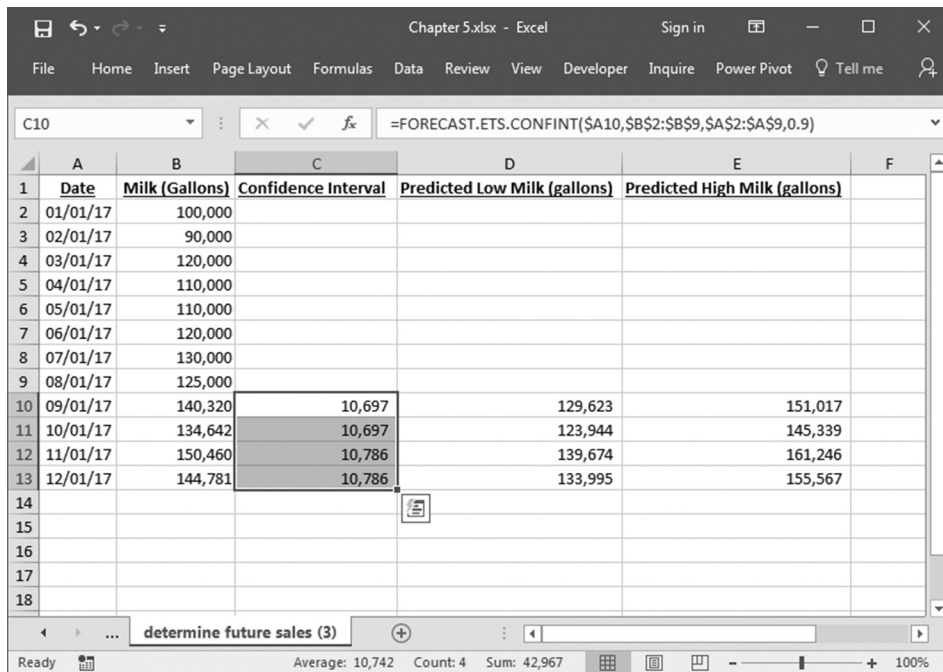 Chapter 5.xlsx - Excel Sign in
File Home Insert Page Layout Formulas Data Review View Developer Inquire Power Pivot Tell me
C10 fx =FORECAST.ETS.CONFINT($A10,$B$2:$B$9,$A$2:$A$9,0.9)
A B C D E F
1 Date Milk (Gallons) Confidence Interval Predicted Low Milk (gallons) Predicted High Milk (gallons)
2 01/01/17 100,000
3 02/01/17 90,000
4 03/01/17 120,000
5 04/01/17 110,000
6 05/01/17 110,000
7 06/01/17 120,000
8 07/01/17 130,000
9 08/01/17 125,000
10 09/01/17 140,320 10,697 129,623 151,017
11 10/01/17 134,642 10,697 123,944 145,339
12 11/01/17 150,460 10,786 139,674 161,246
13 12/01/17 144,781 10,786 133,995 155,567
14
15
16
17
18
... determine future sales (3)
Ready Average: 10,742 Count: 4 Sum: 42,967 100%